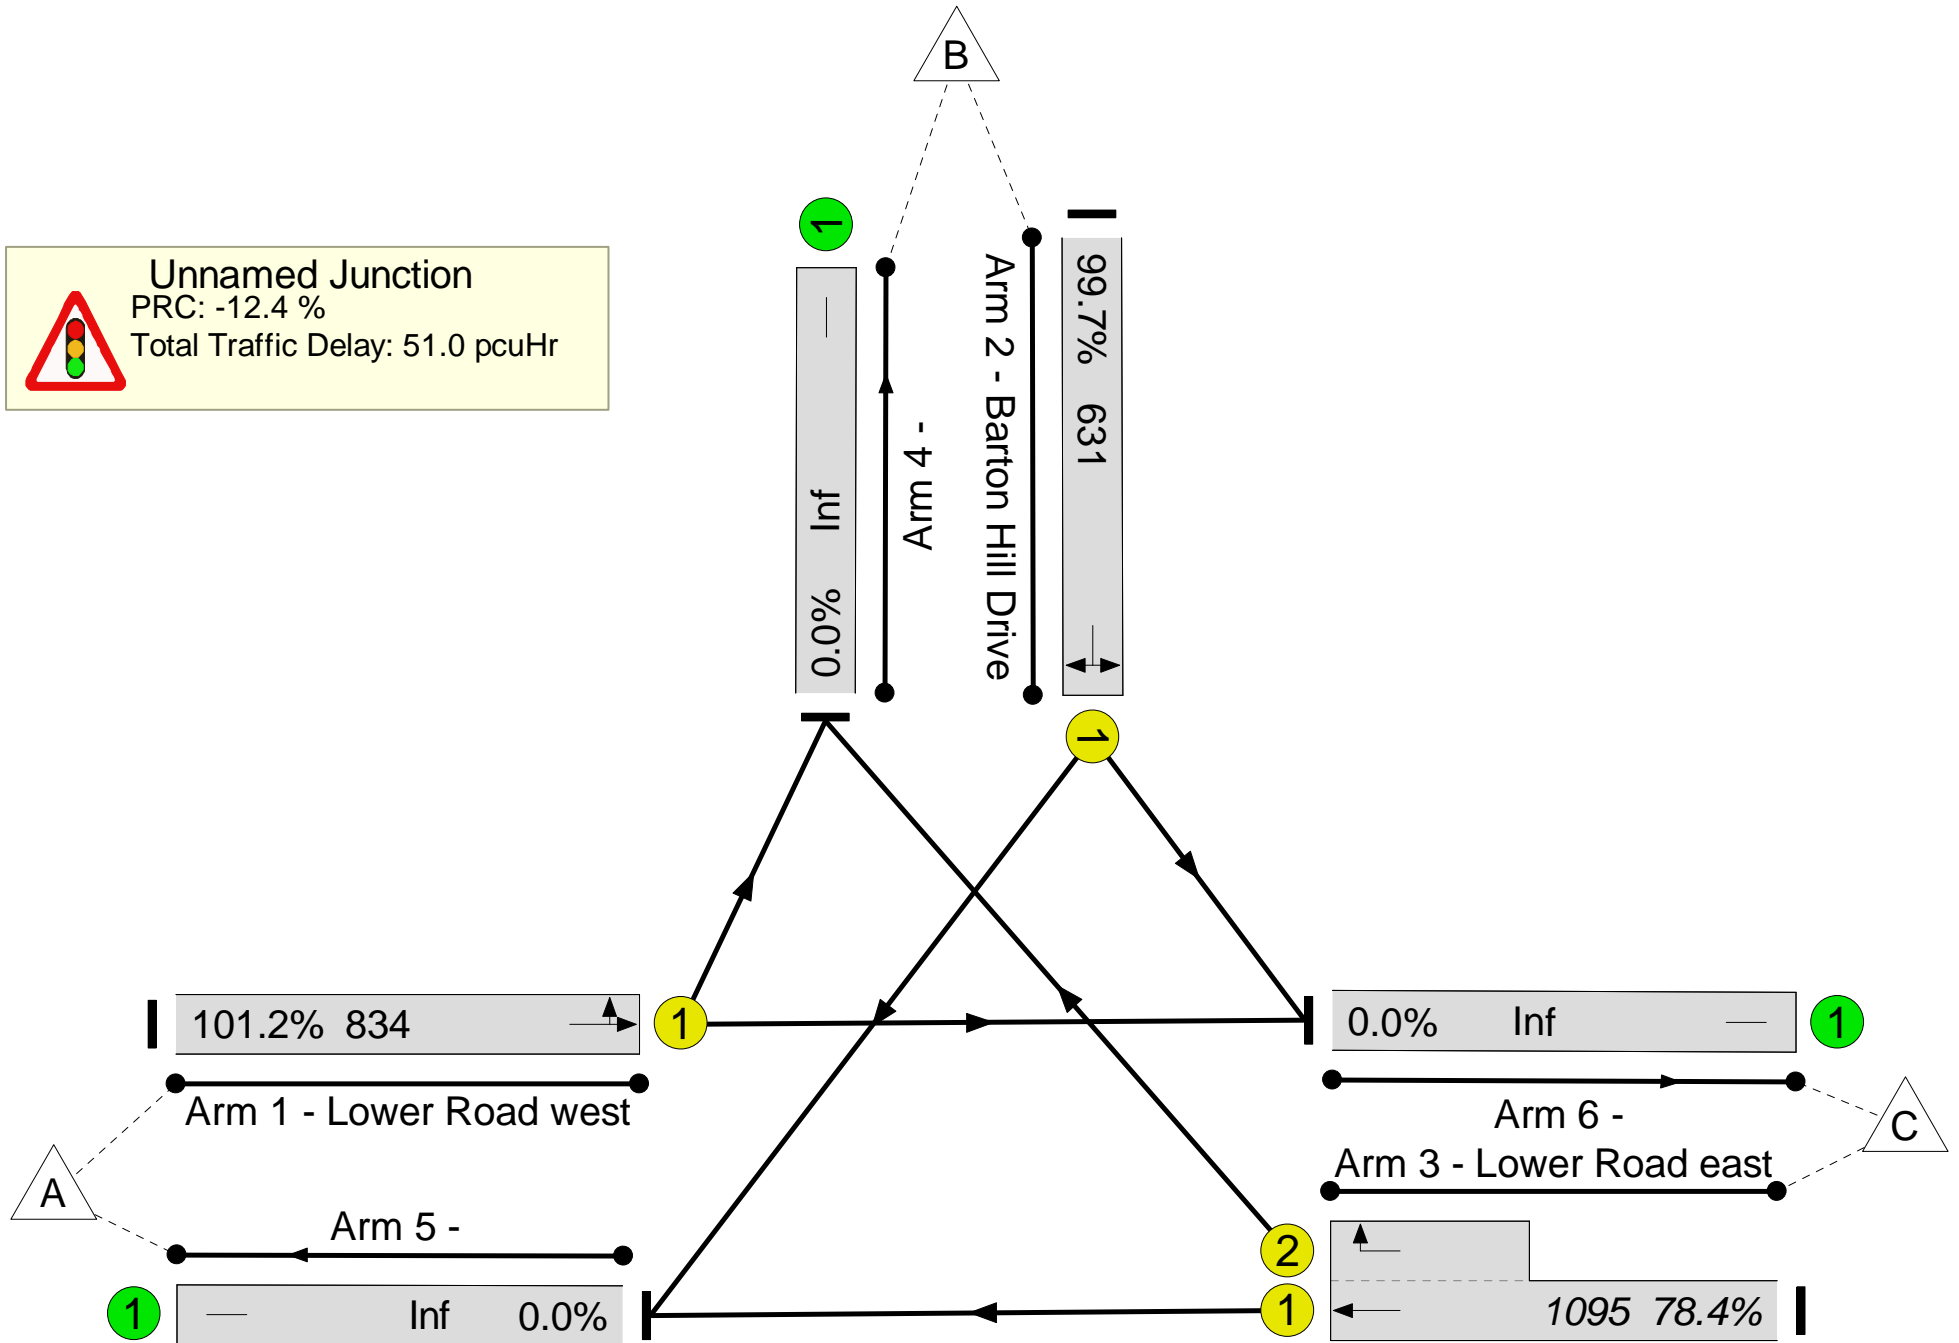 B
Unnamed Junction
PRC: -12.4 %
Total Traffic Delay: 51.0 pcuHr
1
0.0% Inf
Arm 4 -
Arm 2 - Barton Hill Drive
99.7% 631
1
101.2% 834
1
Arm 1 - Lower Road west
0.0% Inf
1
Arm 6 -
C
Arm 3 - Lower Road east
A
Arm 5 -
1
Inf 0.0%
2
1
1095 78.4%